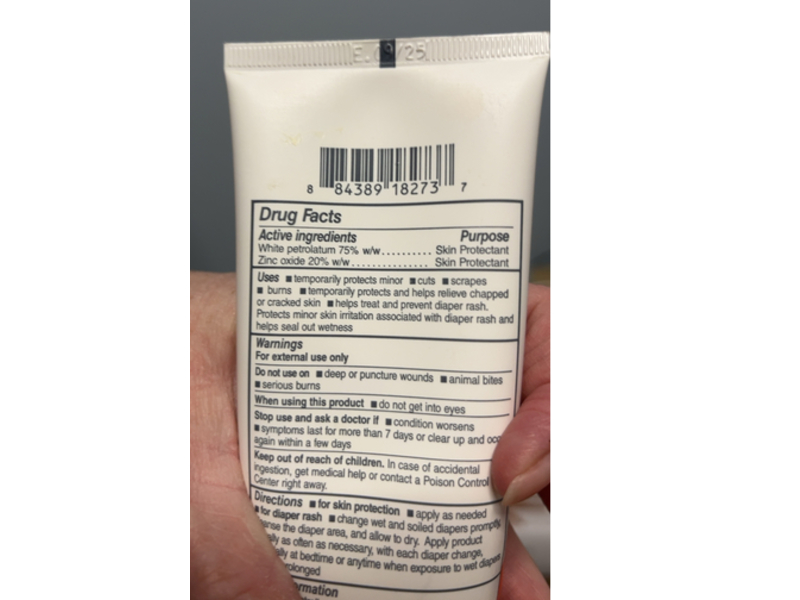 8 84389 18273 7
Drug Facts
Active ingredients Purpose
White petrolatum 75% w/w.......... Skin Protectant
Zinc oxide 20% w/w............... Skin Protectant
Uses ■ temporarily protects minor ■ cuts ■ scrapes
■ burns ■ temporarily protects and helps relieve chapped
or cracked skin ■ helps treat and prevent diaper rash.
Protects minor skin irritation associated with diaper rash and
helps seal out wetness
Warnings
For external use only
Do not use on ■ deep or puncture wounds ■ animal bites
■ serious burns
When using this product ■ do not get into eyes
Stop use and ask a doctor if ■ condition worsens
■ symptoms last for more than 7 days or clear up and
again within a few days
Keep out of reach of children. In case of accidental
ingestion, get medical help or contact a Poison Control
Center right away.
Directions ■ for skin protection ■ apply as needed
■ for diaper rash ■ change wet and soiled diapers promptly,
the diaper area, and allow to dry. Apply product
as often as necessary, with each diaper change,
at bedtime or anytime when exposure to wet diapers